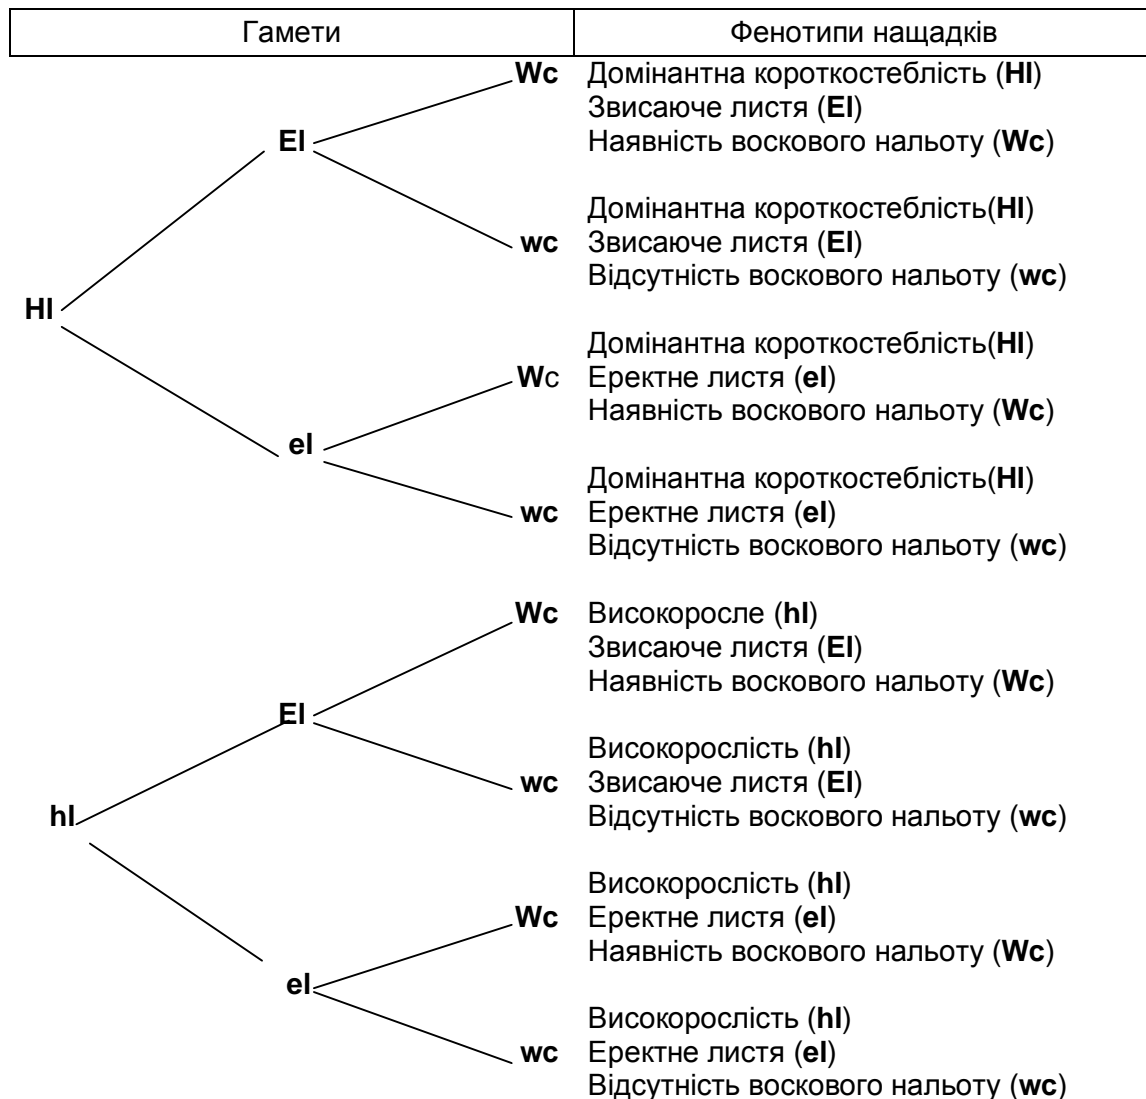 Гамети Фенотипи нащадків
Wc Домінантна короткостеблість (Hl)
Звисаюче листя (El)
El Наявність воскового нальоту (Wc)
Домінантна короткостеблість(Hl)
wc Звисаюче листя (El)
Відсутність воскового нальоту (wc)
Hl
Домінантна короткостеблість(Hl)
Wc Еректне листя (el)
Наявність воскового нальоту (Wc)
el
Домінантна короткостеблість(Hl)
wc Еректне листя (el)
Відсутність воскового нальоту (wc)
Wc Високоросле (hl)
Звисаюче листя (El)
Наявність воскового нальоту (Wc)
El
Високорослість (hl)
wc Звисаюче листя (El)
hl Відсутність воскового нальоту (wc)
Високорослість (hl)
Wc Еректне листя (el)
Наявність воскового нальоту (Wc)
el
Високорослість (hl)
wc Еректне листя (el)
Відсутність воскового нальоту (wc)